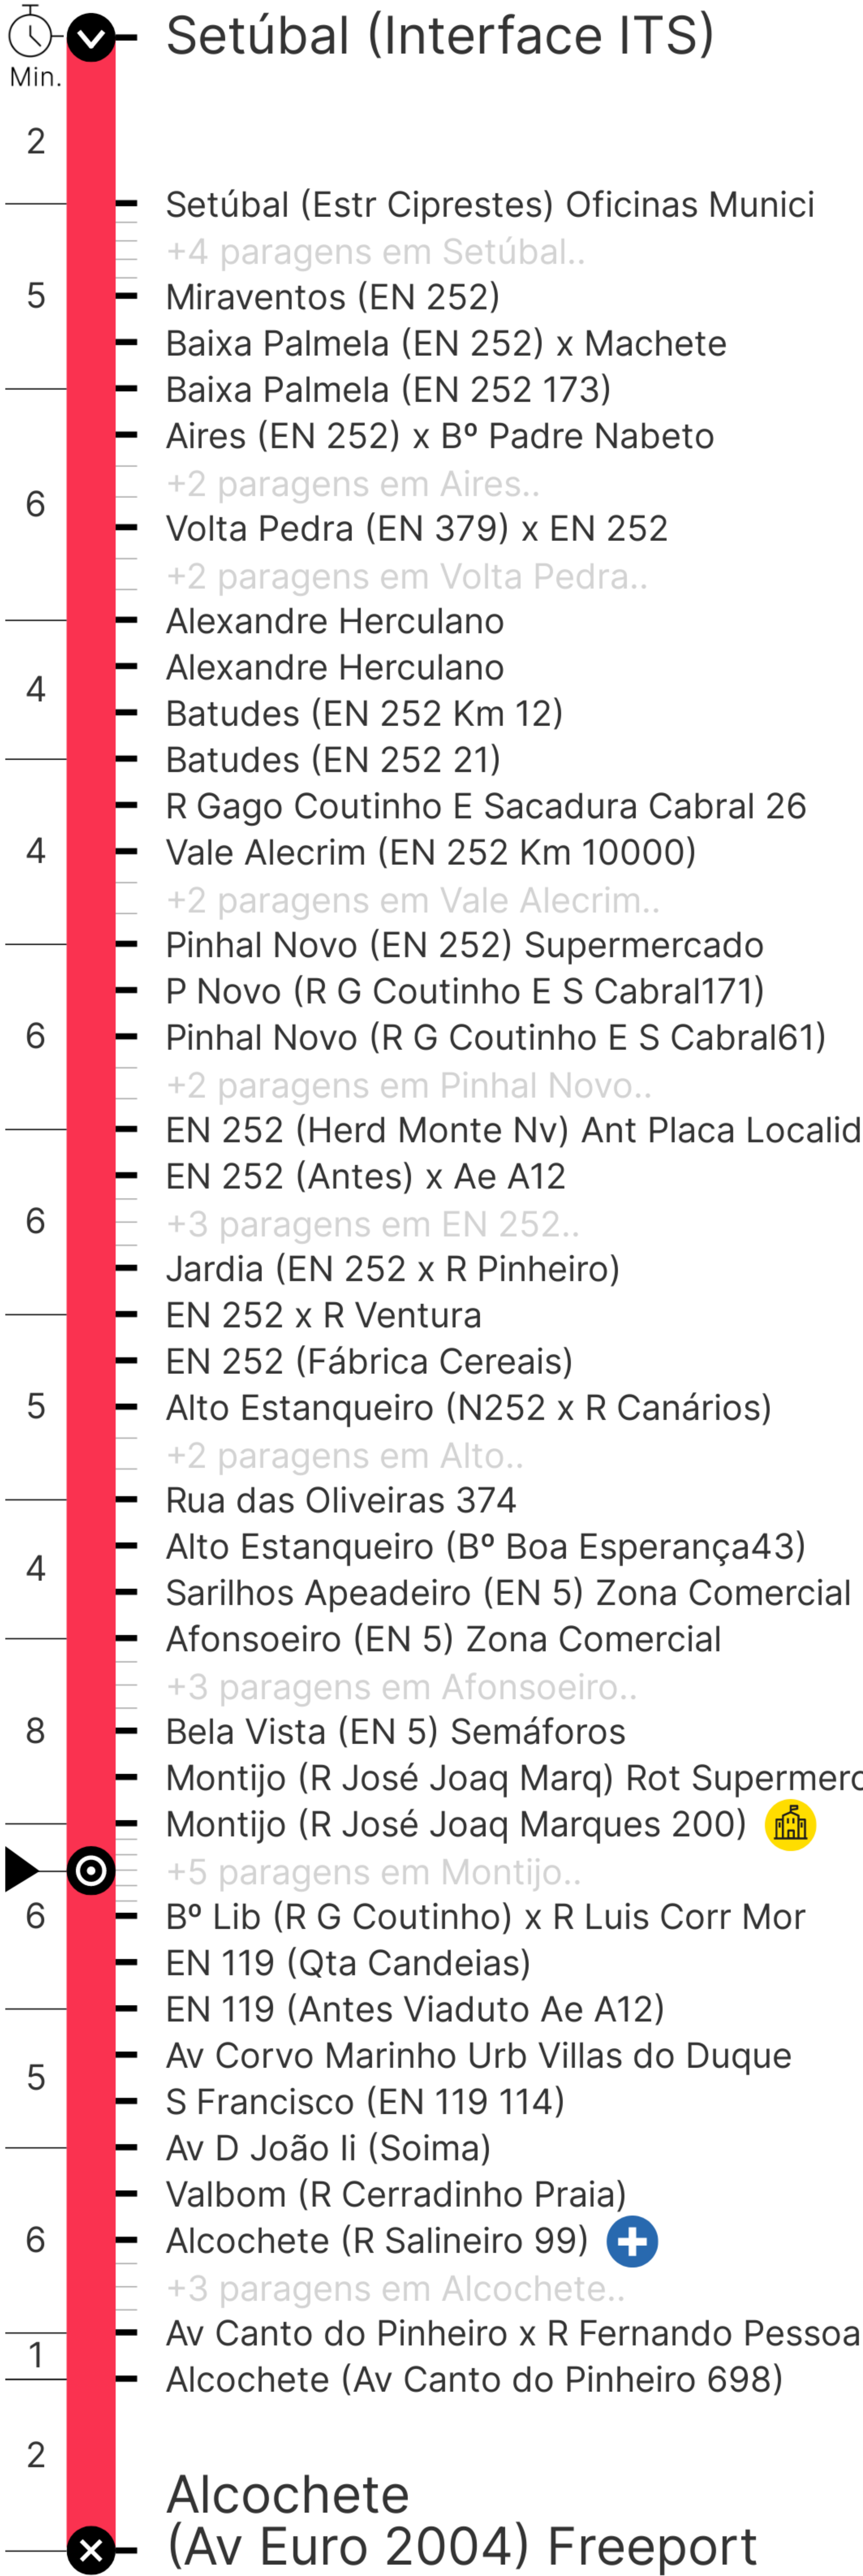 Setúbal (Interface ITS)
Min.
2
Setúbal (Estr Ciprestes) Oficinas Munici
+4 paragens em Setúbal..
5
Miraventos (EN 252)
Baixa Palmela (EN 252) x Machete
Baixa Palmela (EN 252 173)
Aires (EN 252) x Bº Padre Nabeto
+2 paragens em Aires..
6
Volta Pedra (EN 379) x EN 252
+2 paragens em Volta Pedra..
Alexandre Herculano
Alexandre Herculano
4
Batudes (EN 252 Km 12)
Batudes (EN 252 21)
R Gago Coutinho E Sacadura Cabral 26
4
Vale Alecrim (EN 252 Km 10000)
+2 paragens em Vale Alecrim..
Pinhal Novo (EN 252) Supermercado
P Novo (R G Coutinho E S Cabral171)
6
Pinhal Novo (R G Coutinho E S Cabral61)
+2 paragens em Pinhal Novo..
EN 252 (Herd Monte Nv) Ant Placa Localid
EN 252 (Antes) x Ae A12
6
+3 paragens em EN 252..
Jardia (EN 252 x R Pinheiro)
EN 252 x R Ventura
EN 252 (Fábrica Cereais)
5
Alto Estanqueiro (N252 x R Canários)
+2 paragens em Alto..
Rua das Oliveiras 374
Alto Estanqueiro (Bº Boa Esperança43)
4
Sarilhos Apeadeiro (EN 5) Zona Comercial
Afonsoeiro (EN 5) Zona Comercial
+3 paragens em Afonsoeiro..
8
Bela Vista (EN 5) Semáforos
Montijo (R José Joaq Marq) Rot Supermerc
Montijo (R José Joaq Marques 200)
+5 paragens em Montijo..
6
Bº Lib (R G Coutinho) x R Luis Corr Mor
EN 119 (Qta Candeias)
EN 119 (Antes Viaduto Ae A12)
Av Corvo Marinho Urb Villas do Duque
5
S Francisco (EN 119 114)
Av D João Ii (Soima)
Valbom (R Cerradinho Praia)
6
Alcochete (R Salineiro 99)
+3 paragens em Alcochete..
Av Canto do Pinheiro x R Fernando Pessoa
1
Alcochete (Av Canto do Pinheiro 698)
2
Alcochete
(Av Euro 2004) Freeport